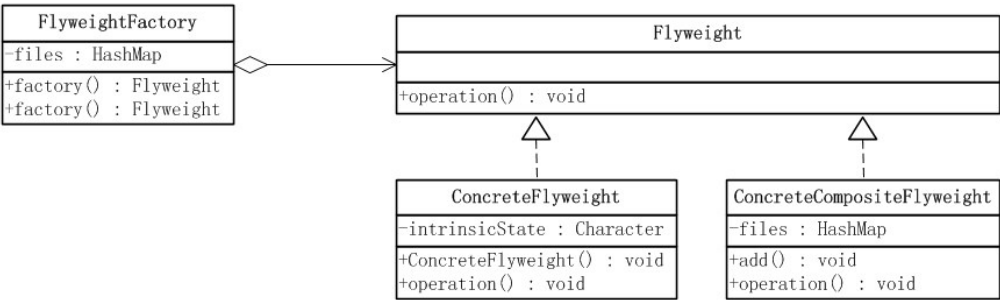 FlyweightFactory
-files : HashMap
+factory() : Flyweight
+factory() : Flyweight
Flyweight
+operation() : void
ConcreteFlyweight
-intrinsicState : Character
+ConcreteFlyweight() : void
+operation() : void
ConcreteCompositeFlyweight
-files : HashMap
+add() : void
+operation() : void